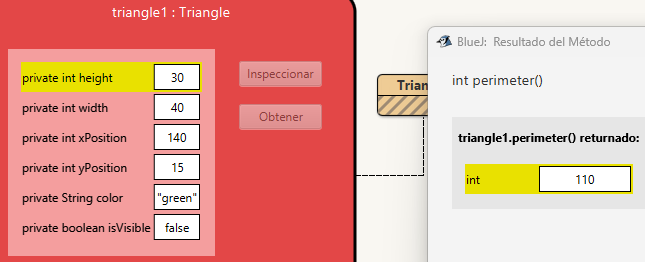 triangle1 : Triangle
private int height 30
private int width 40
private int xPosition 140
private int yPosition 15
private String color "green"
private boolean isVisible false
Inspeccionar
Obtener
Trian
BlueJ: Resultado del Método
int perimeter()
triangle1.perimeter() returnado:
int 110